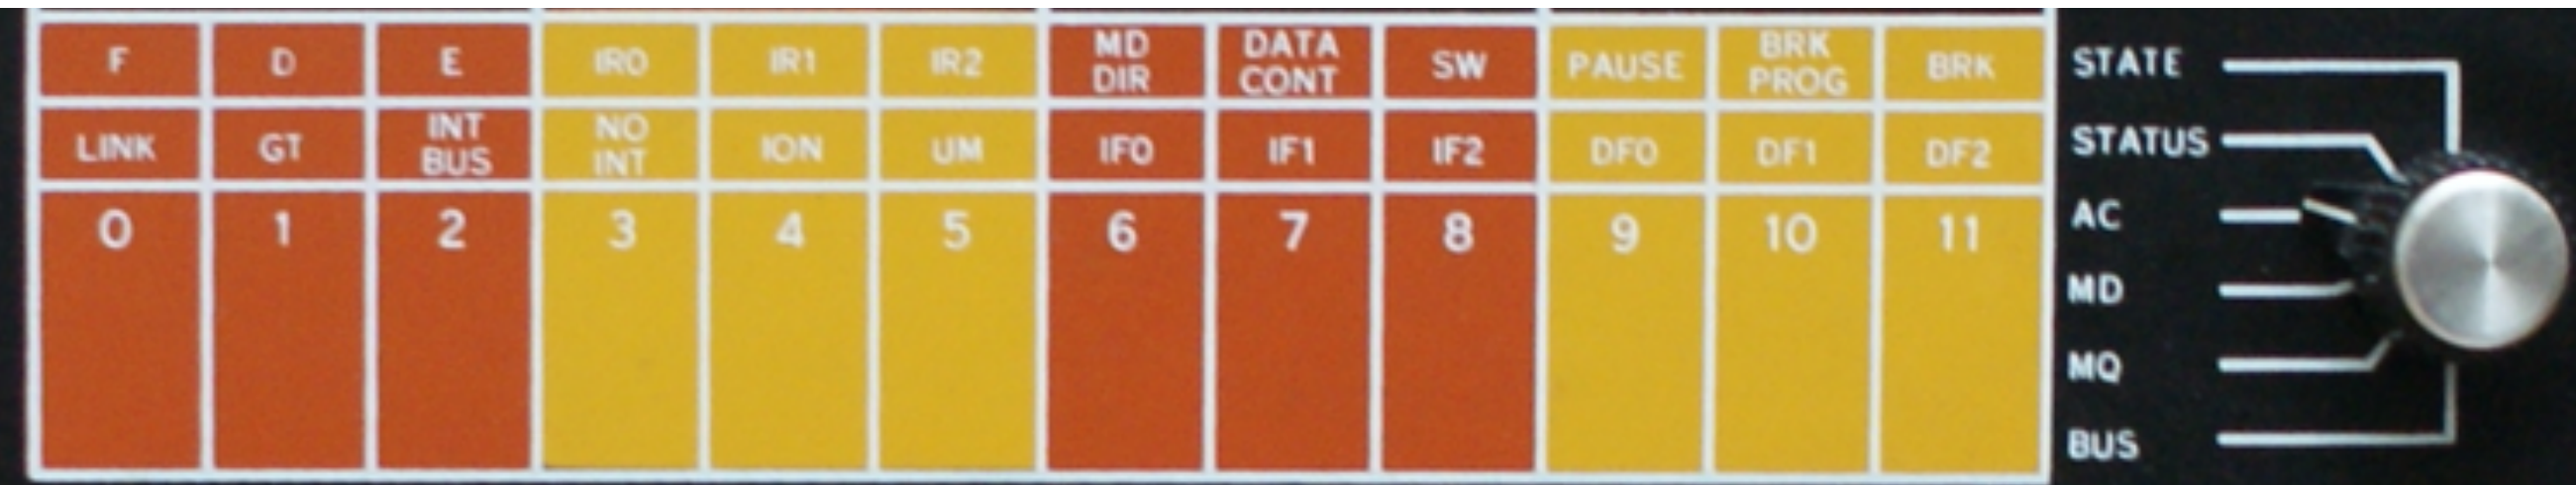 F D E IR0 IR1 IR2 MD DIR DATA CONT SW PAUSE BRK PROG BRK
LINK GT INT BUS NO INT ION UM IF0 IF1 IF2 DF0 DF1 DF2
0 1 2 3 4 5 6 7 8 9 10 11
STATE
STATUS
AC
MD
MQ
BUS